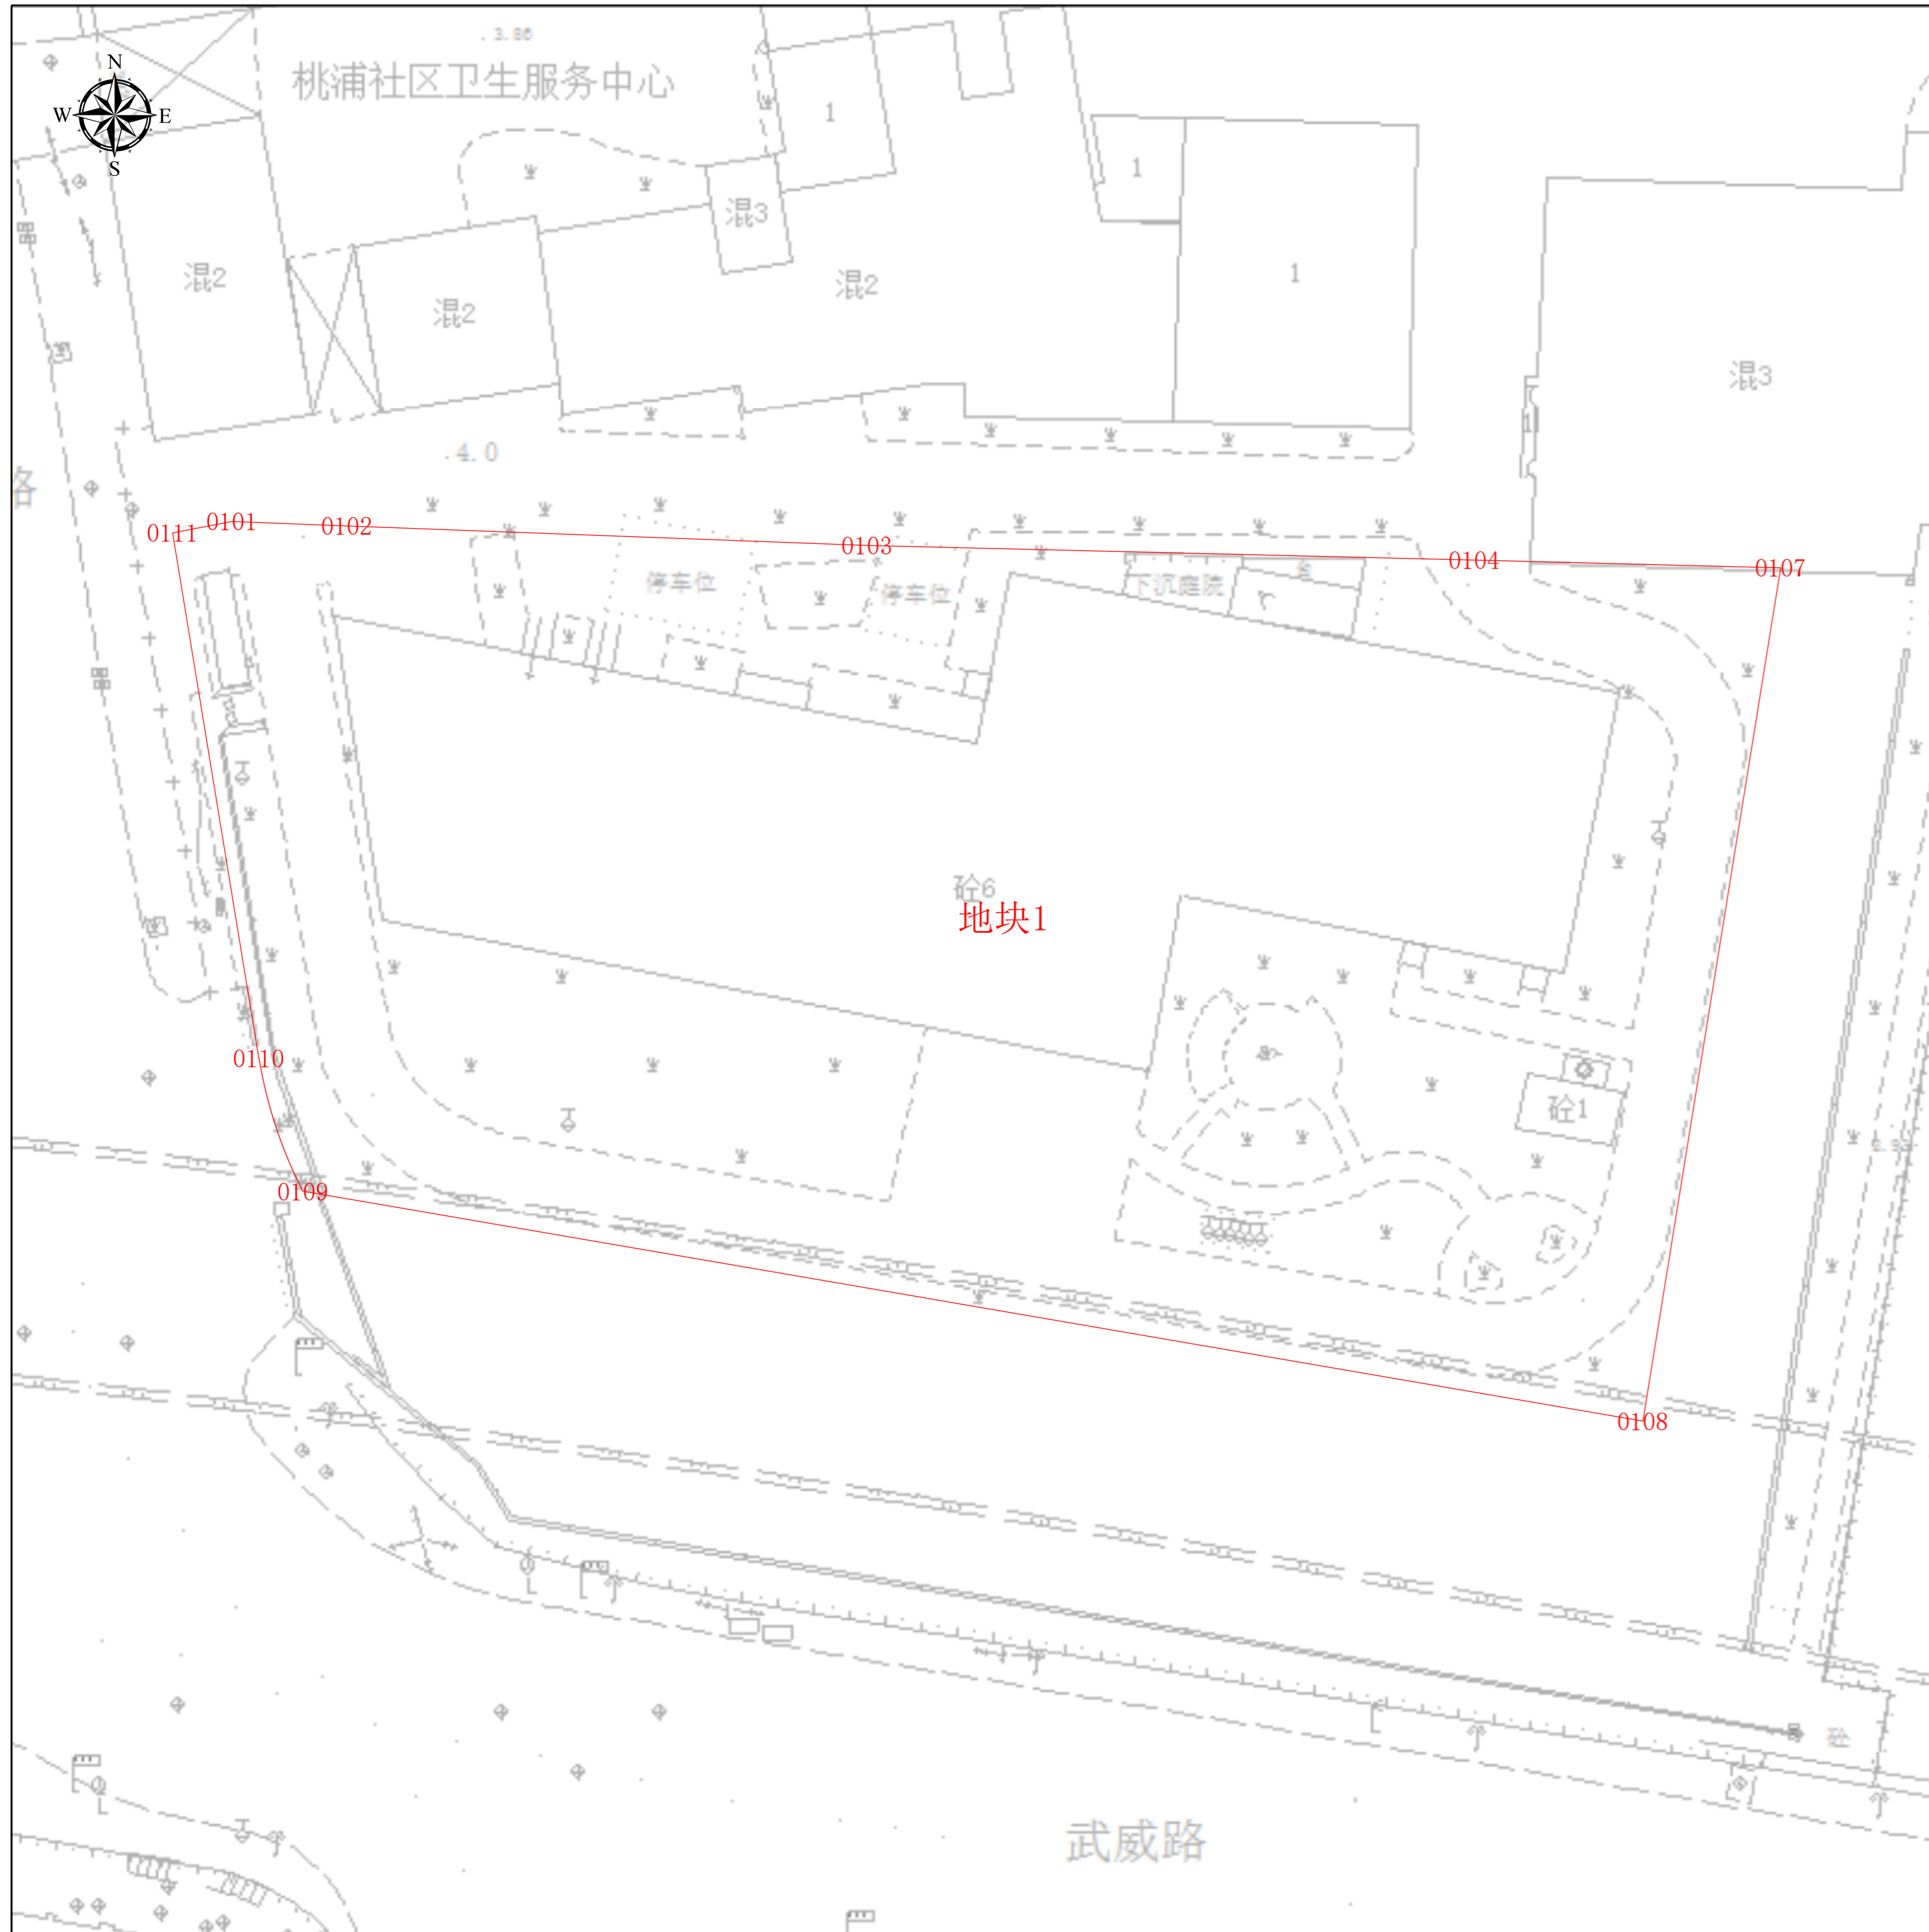 . 3.86
N
桃浦社区卫生服务中心
W
E
1
S
1
混3
混2
混2
1
混2
混3
. 4.0
0101
0102
0111
0103
0104
0107
停车位
停车位
下沉庭院
砼6
地块1
0110
砼1
0109
0108
砼
武威路